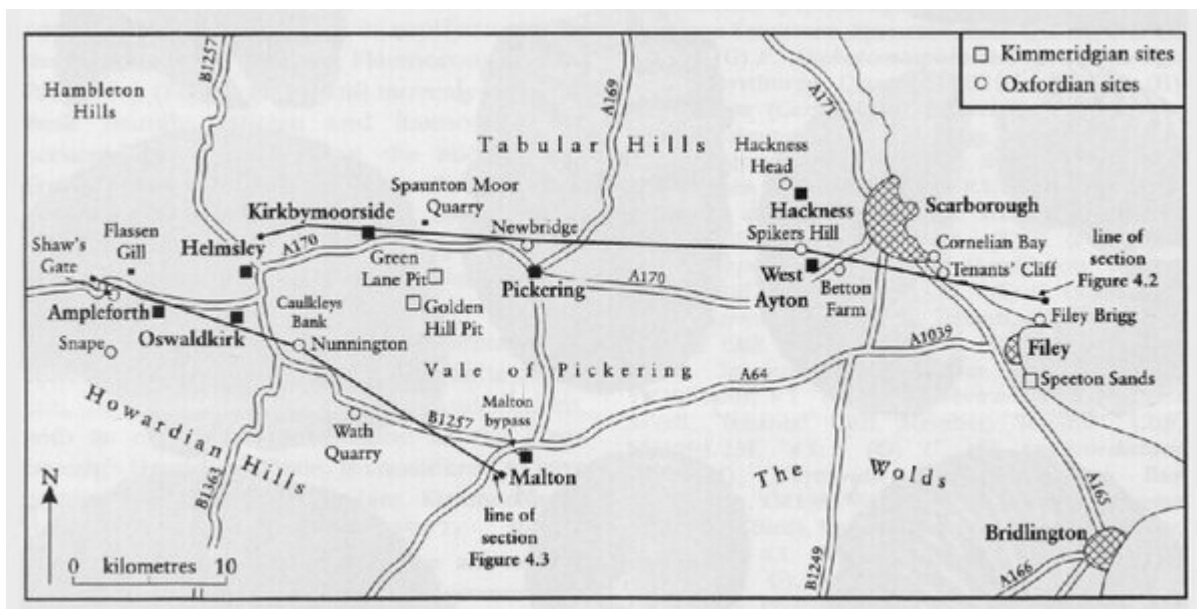 Kimmeridgian sites
Oxfordian sites
B1257
Hambleton
Hills
A169
A171
Tabular Hills
Hackness
Head
Spaunton Moor
Quarry
Hackness
Scarborough
Kirkbymoorside
Newbridge
Spikers Hill
Shaw's
Gate
Flassen
Gill
Helmsley
A170
Cornelian Bay
line of
section
Figure 4.2
Green
Lane Pit
Tenants' Cliff
Pickering
A170
West
Ayton
Betton
Farm
Ampleforth
Caulkleys
Bank
Golden
Hill Pit
Filey Brigg
Snape
Oswaldkirk
Nunnington
A1039
Filey
Vale of Pickering
A64
Speeton Sands
Howardian Hills
Malton
bypass
B1257
Wath
Quarry
The Wolds
N
B1363
Malton
A165
line of
section
Figure 4.3
Bridlington
0 kilometres 10
B1249
A166